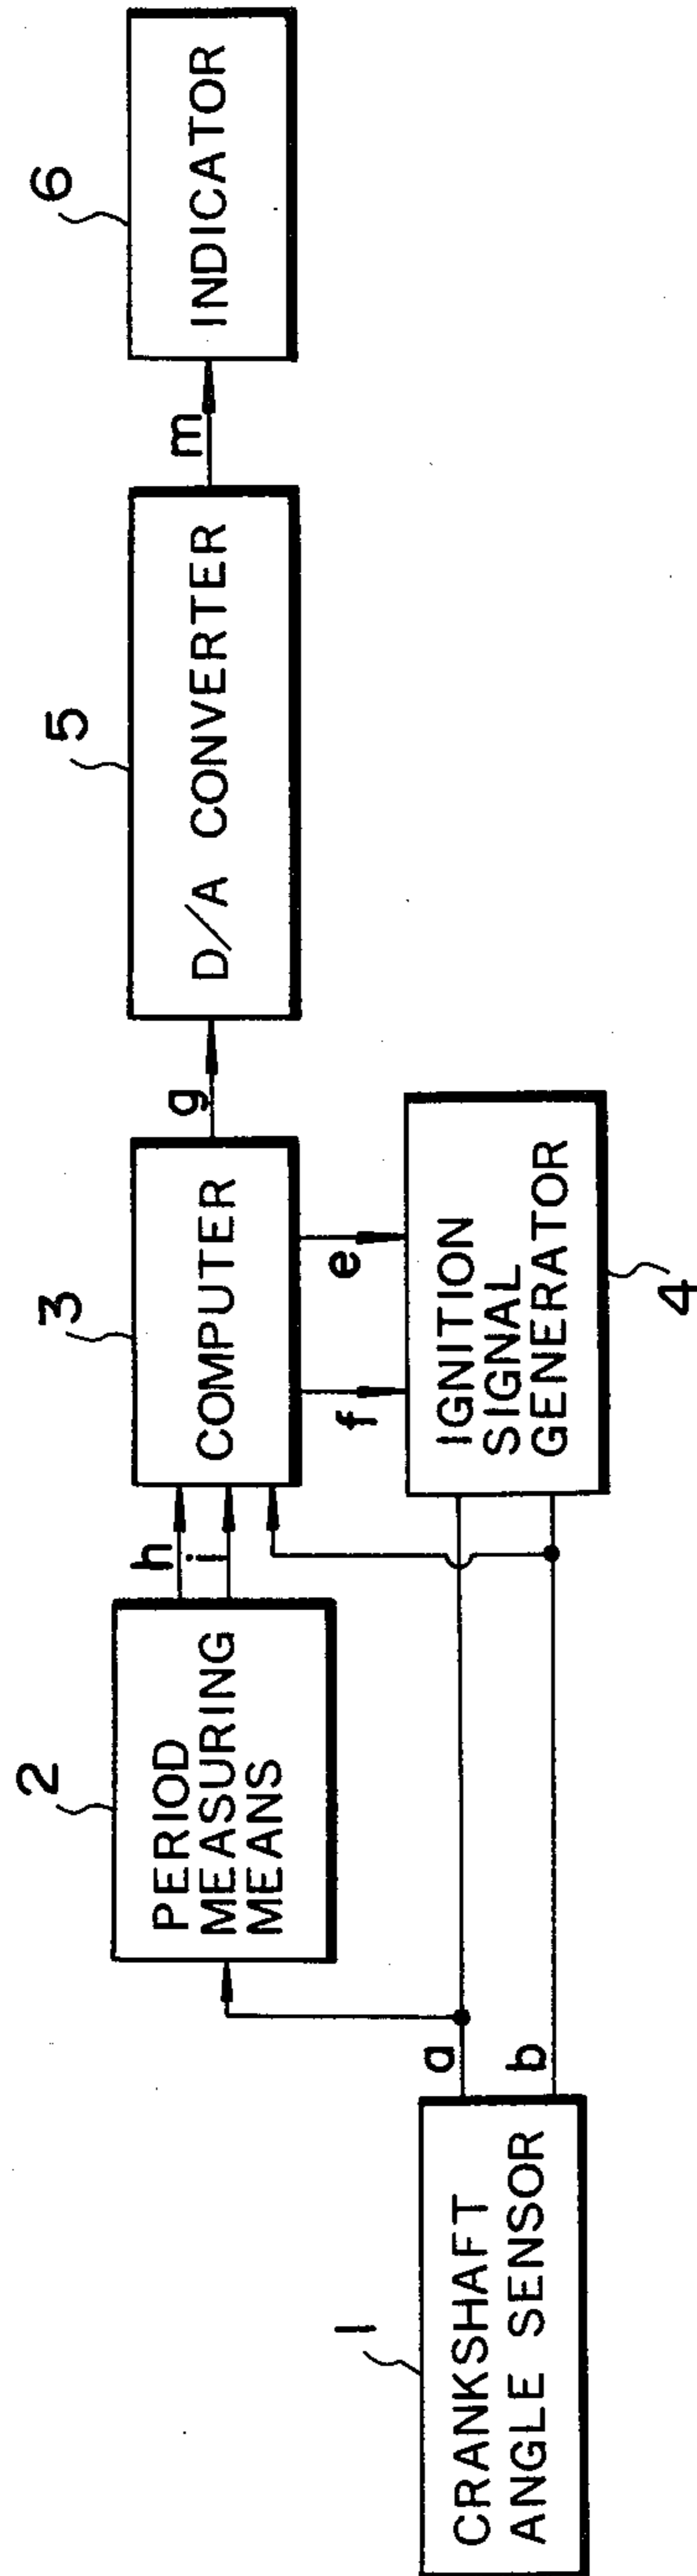 1
CRANKSHAFT
ANGLE SENSOR
a
b
2
PERIOD
MEASURING
MEANS
h
i
3
COMPUTER
f
e
IGNITION
SIGNAL
GENERATOR
4
g
5
D/A CONVERTER
m
6
INDICATOR